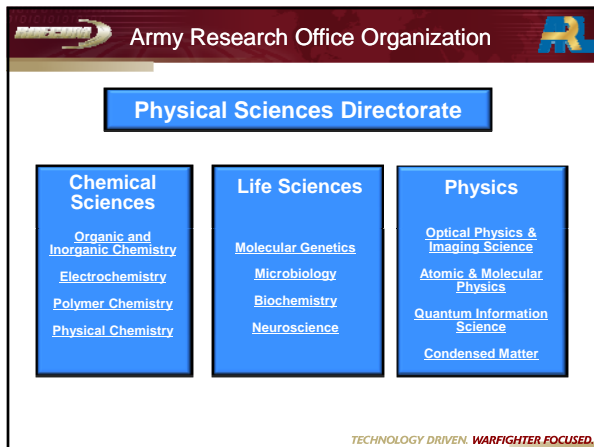 RDECOM
Army Research Office Organization
ARL
Physical Sciences Directorate
Chemical
Sciences
Organic and
Inorganic Chemistry
Electrochemistry
Polymer Chemistry
Physical Chemistry
Life Sciences
Molecular Genetics
Microbiology
Biochemistry
Neuroscience
Physics
Optical Physics &
Imaging Science
Atomic & Molecular
Physics
Quantum Information
Science
Condensed Matter
TECHNOLOGY DRIVEN. WARFIGHTER FOCUSED.